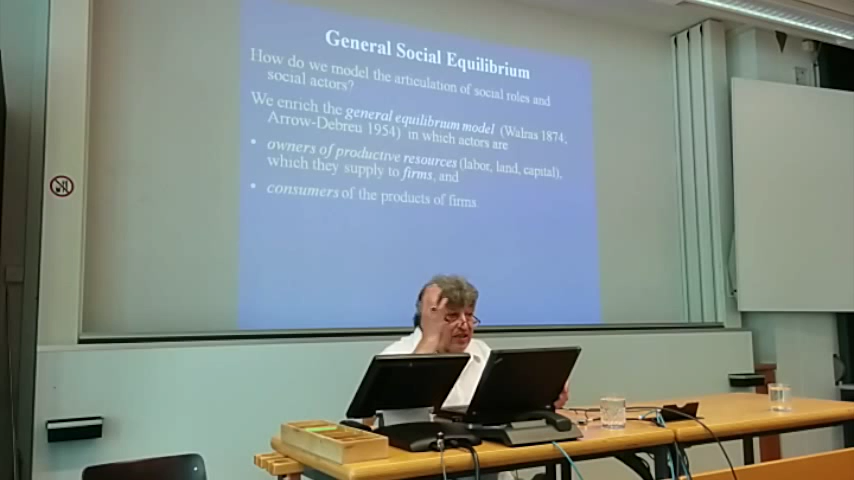 General Social Equilibrium
How do we model the articulation of social roles and
social actors?
We enrich the general equilibrium model (Walras 1874,
Arrow-Debreu 1954) in which actors are
• owners of productive resources (labor, land, capital),
which they supply to firms, and
• consumers of the products of firms.